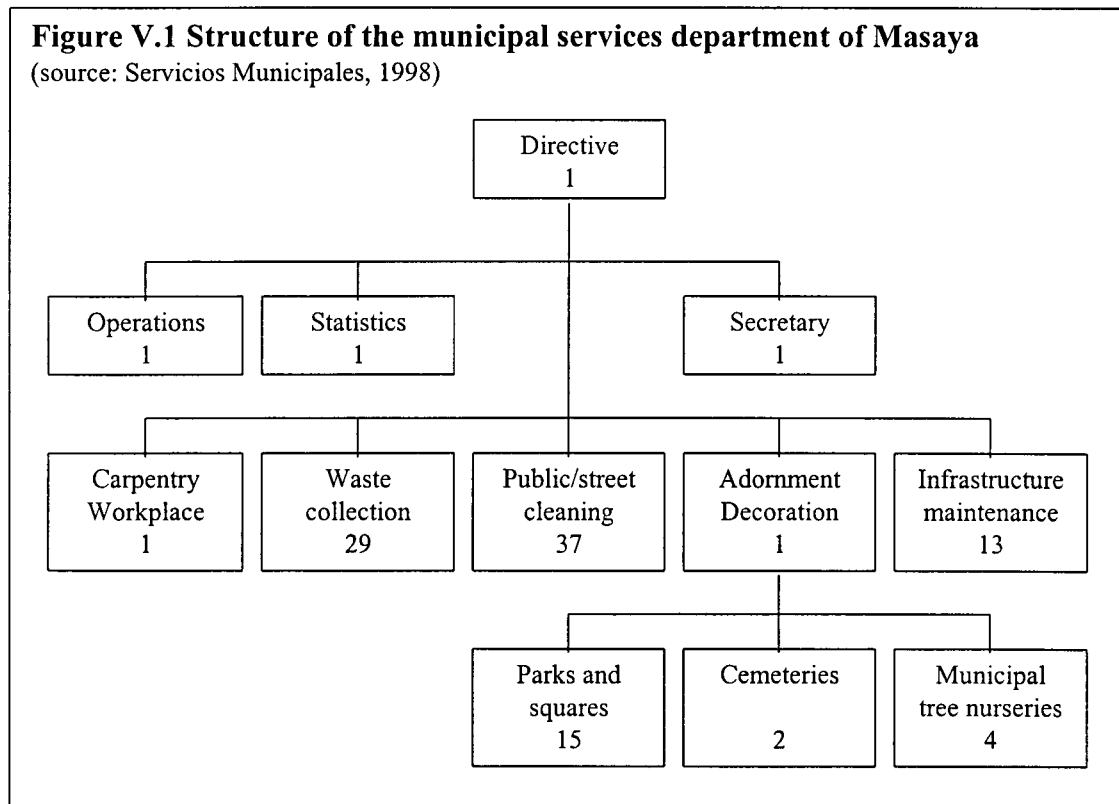 Figure V.1 Structure of the municipal services department of Masaya
(source: Servicios Municipales, 1998)
Directive
1
Operations
1
Statistics
1
Secretary
1
Carpentry
Workplace
1
Waste
collection
29
Public/street
cleaning
37
Adornment
Decoration
1
Infrastructure
maintenance
13
Parks and
squares
15
Cemeteries
2
Municipal
tree nurseries
4